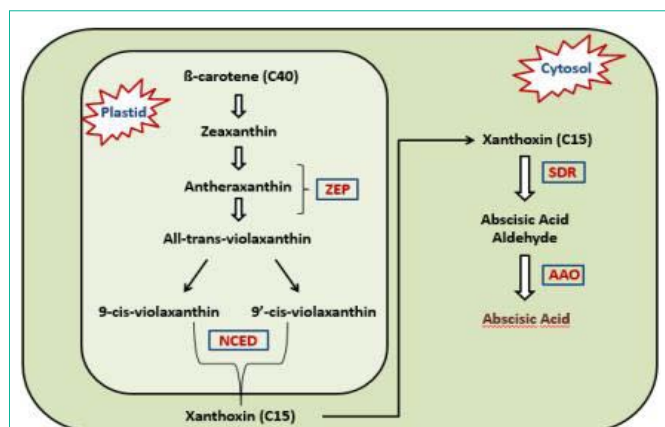 ß-carotene (C40)
Plastid
Zeaxanthin
Antheraxanthin
ZEP
All-trans-violaxanthin
9-cis-violaxanthin
9’-cis-violaxanthin
NCED
Xanthoxin (C15)
Cytosol
Xanthoxin (C15)
SDR
Abscisic Acid
Aldehyde
AAO
Abscisic Acid